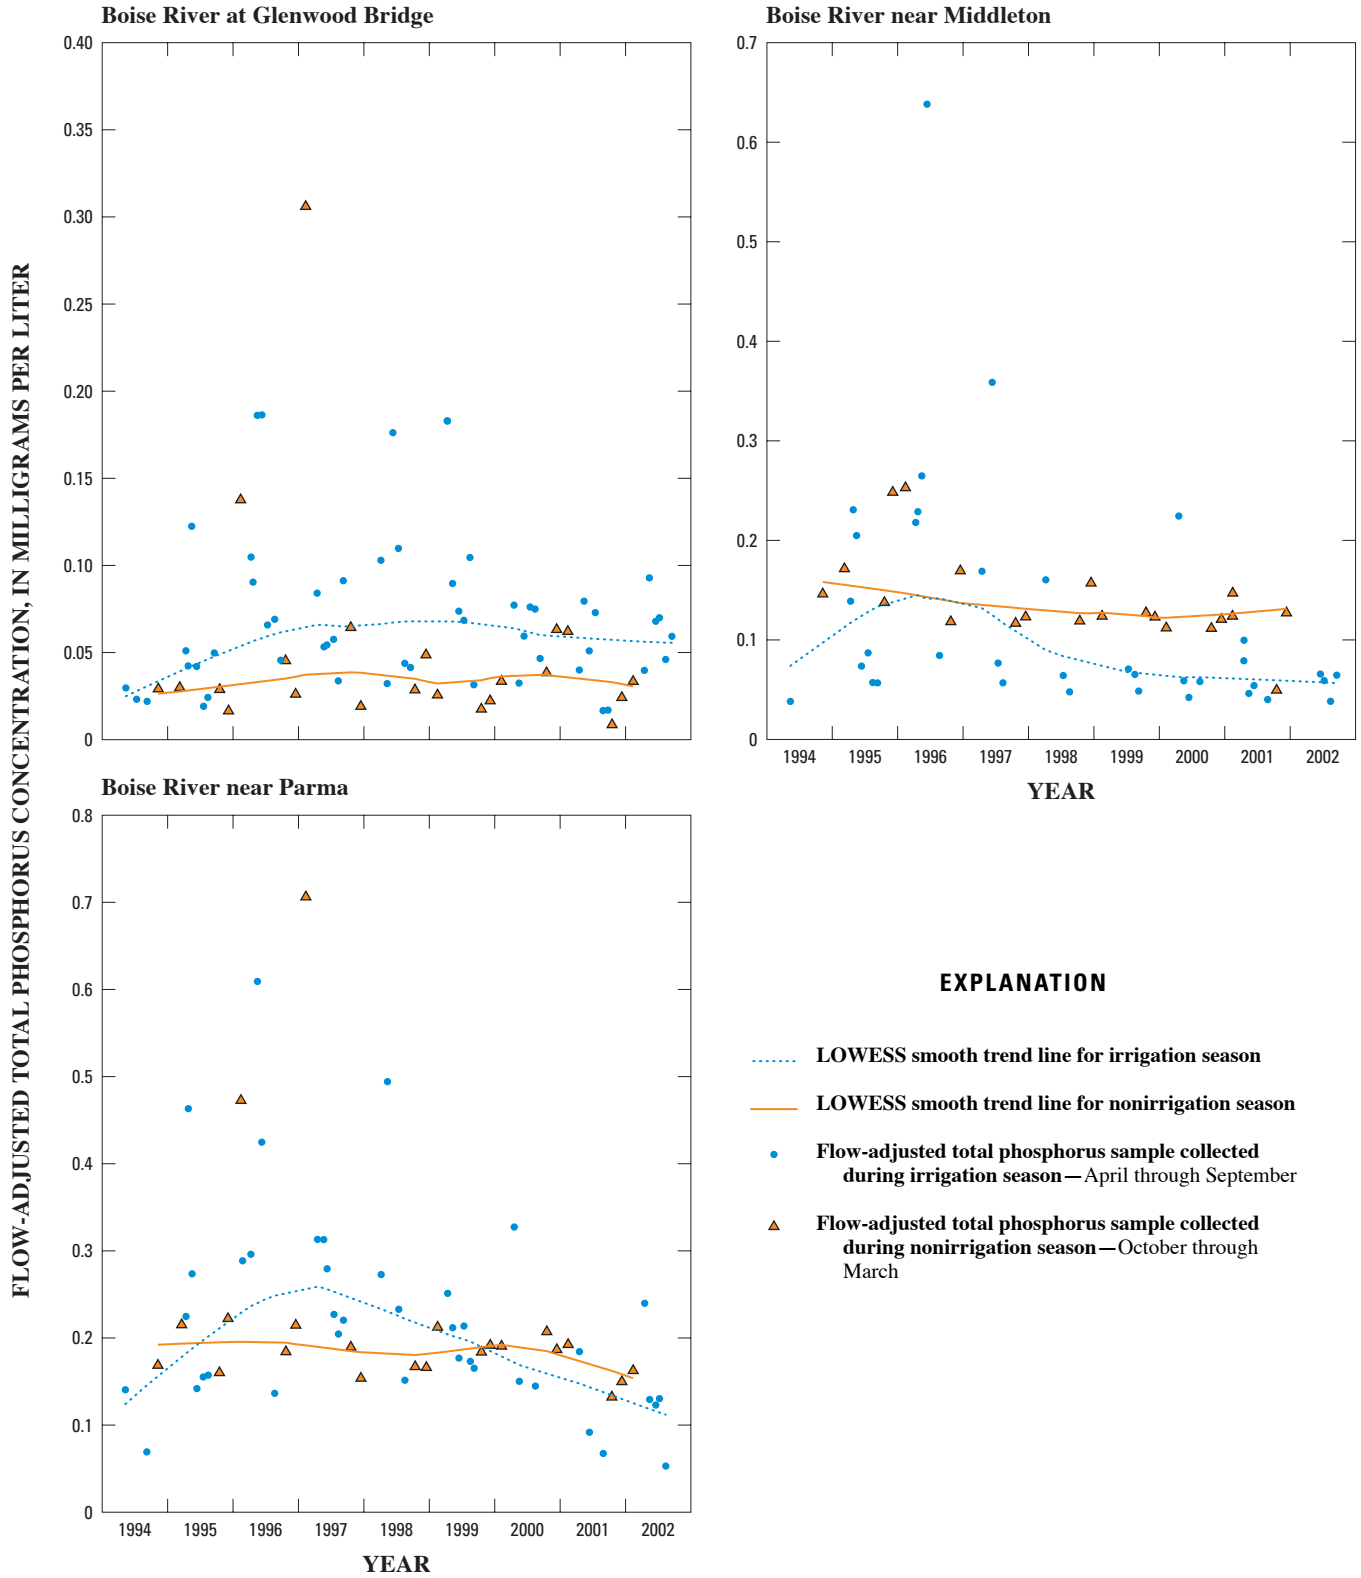 Boise River at Glenwood Bridge
0.40
0.35
0.30
0.25
0.20
0.15
0.10
0.05
0
Boise River near Middleton
0.7
0.6
0.5
0.4
0.3
0.2
0.1
0
1994 1995 1996 1997 1998 1999 2000 2001 2002
YEAR
FLOW-ADJUSTED TOTAL PHOSPHORUS CONCENTRATION, IN MILLIGRAMS PER LITER
Boise River near Parma
0.8
0.7
0.6
0.5
0.4
0.3
0.2
0.1
0
1994 1995 1996 1997 1998 1999 2000 2001 2002
YEAR
EXPLANATION
LOWESS smooth trend line for irrigation season
LOWESS smooth trend line for nonirrigation season
Flow-adjusted total phosphorus sample collected
during irrigation season—April through September
Flow-adjusted total phosphorus sample collected
during nonirrigation season—October through
March